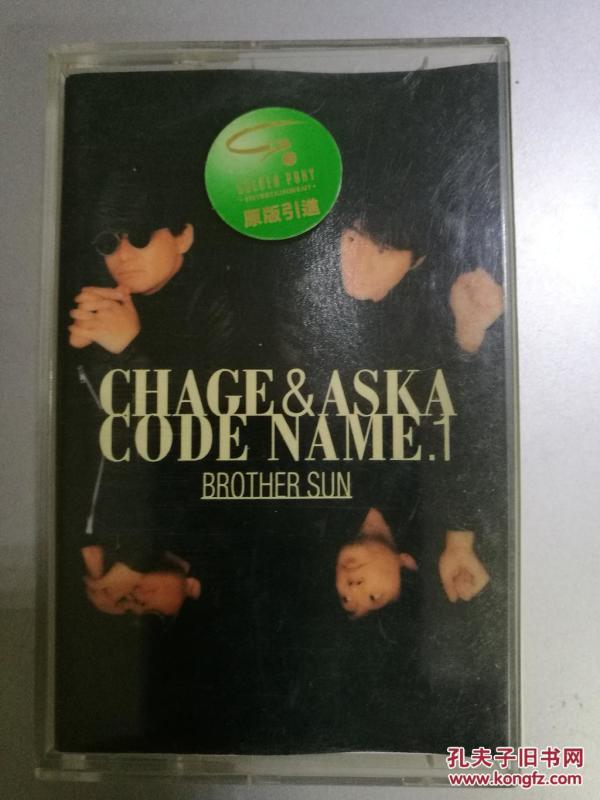 GOLDEN PONY
原版引進
CHAGE&ASKA
CODE NAME.1
BROTHER SUN
孔夫子旧书网
www.kongfz.com